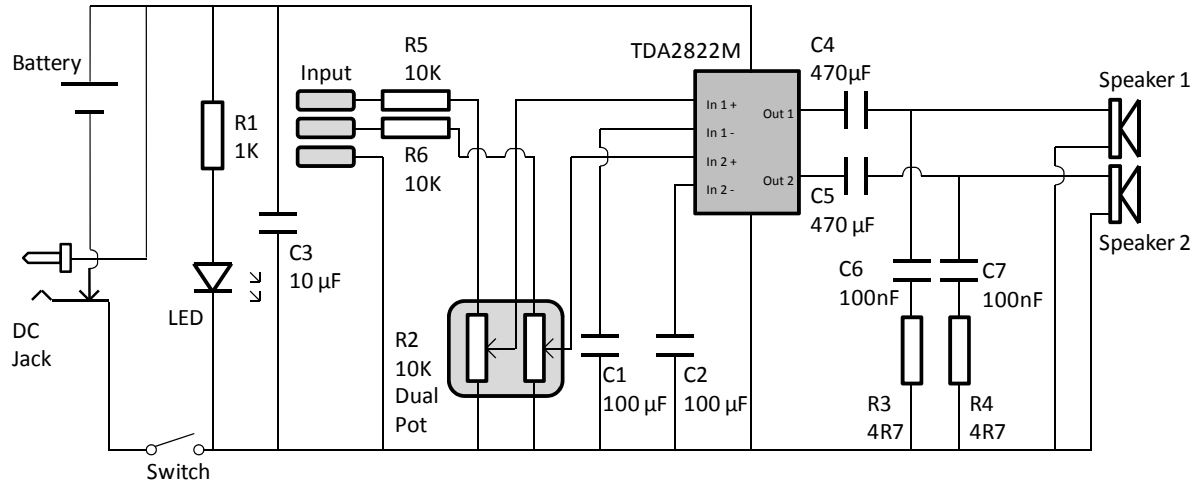 Battery
R1
1K
Input
R5
10K
R6
10K
TDA2822M
In 1 +
In 1 -
In 2 +
In 2 -
Out 1
Out 2
C4
470µF
C5
470 µF
Speaker 1
Speaker 2
C3
10 µF
LED
DC
Jack
Switch
R2
10K
Dual
Pot
C1
100 µF
C2
100 µF
C6
100nF
C7
100nF
R3
4R7
R4
4R7